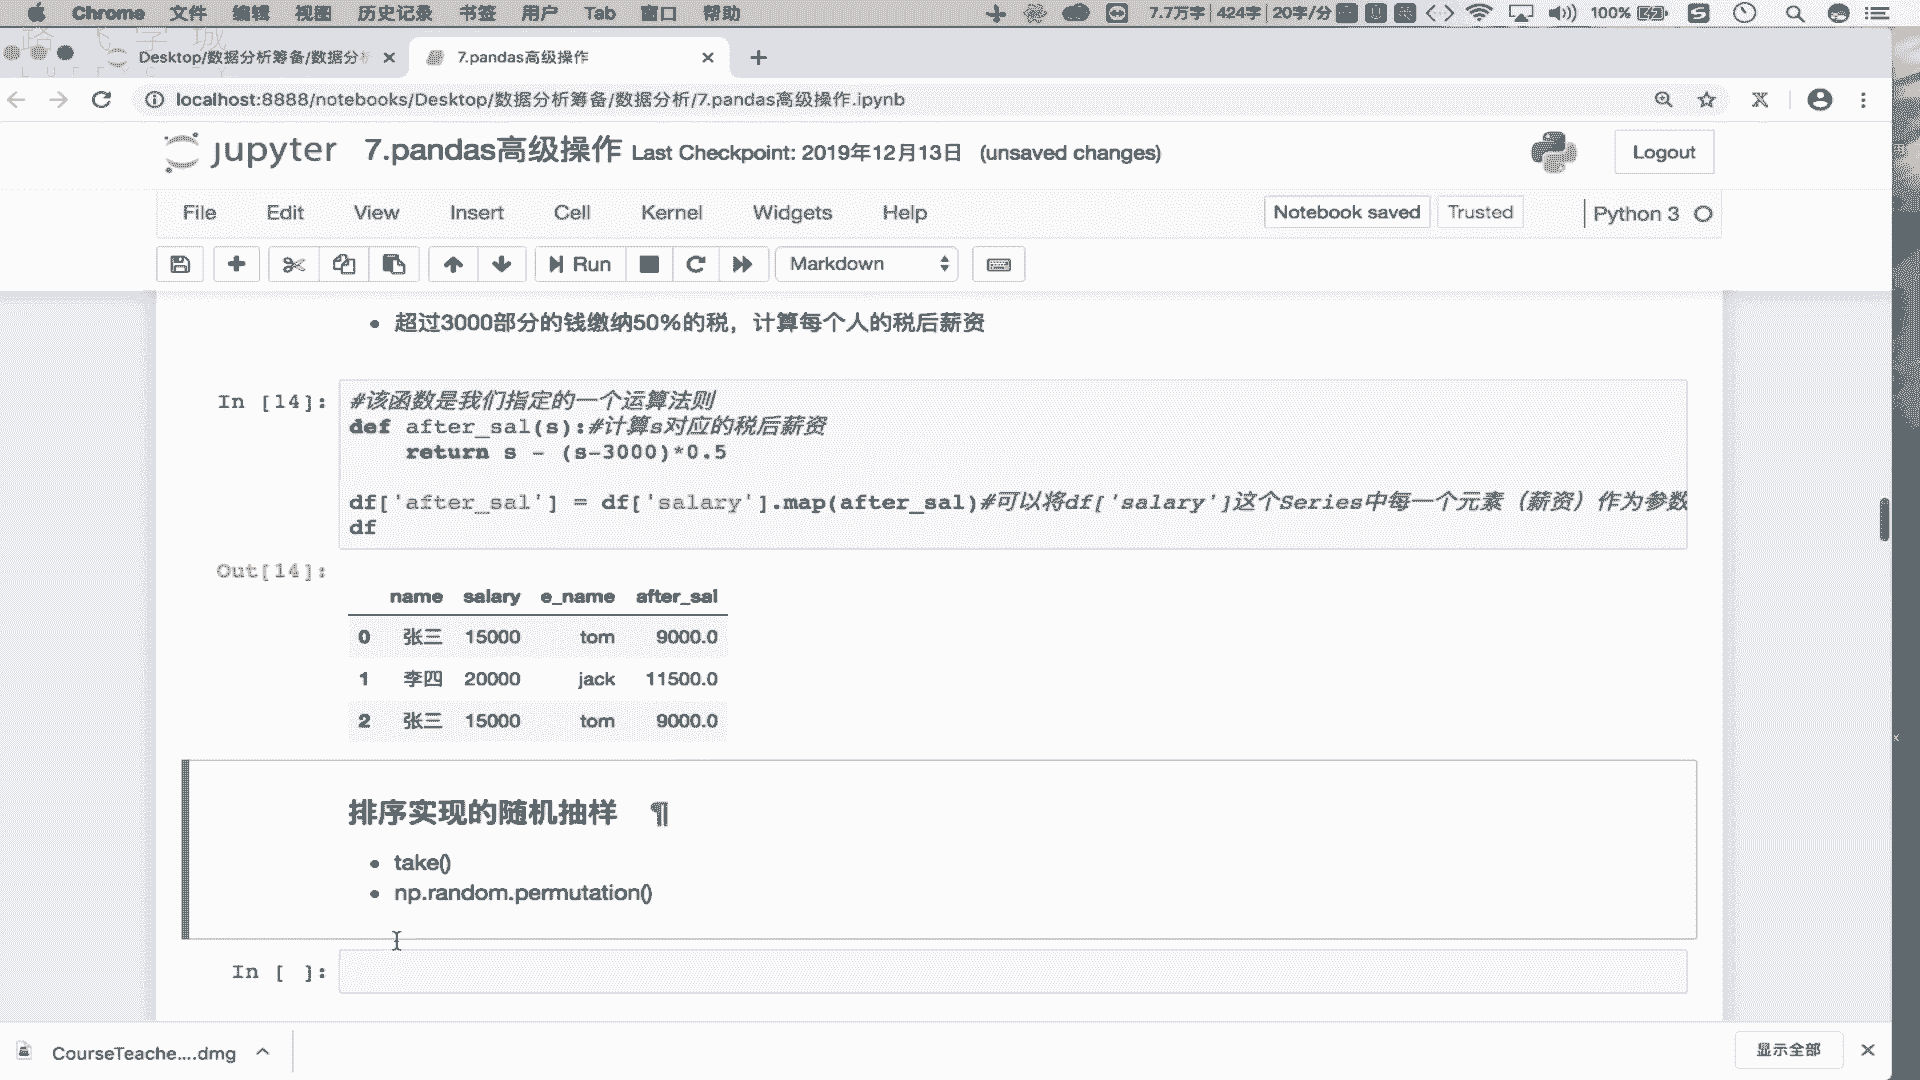 Chrome 文件 编辑 视图 历史记录 书签 用户 Tab 窗口 帮助 7.7万字 424字 20字/分 100%
Desktop/数据分析筹备/数据分 7.pandas高级操作
localhost:8888/notebooks/Desktop/数据分析筹备/数据分析/7.pandas高级操作.ipynb
jupyter 7.pandas高级操作 Last Checkpoint: 2019年12月13日 (unsaved changes) Logout
File Edit View Insert Cell Kernel Widgets Help Notebook saved Trusted Python 3
Run Markdown
超过3000部分的钱缴纳50%的税，计算每个人的税后薪资
In [14]: #该函数是我们指定的一个运算法则
def after_sal(s):#计算s对应的税后薪资
return s - (s-3000)*0.5
df['after_sal'] = df['salary'].map(after_sal)#可以将df['salary']这个Series中每一个元素（薪资）作为参数
df
Out[14]:
name salary e_name after_sal
0 张三 15000 tom 9000.0
1 李四 20000 jack 11500.0
2 张三 15000 tom 9000.0
排序实现的随机抽样 ¶
take()
np.random.permutation()
In [ ]:
CourseTeache....dmg 显示全部